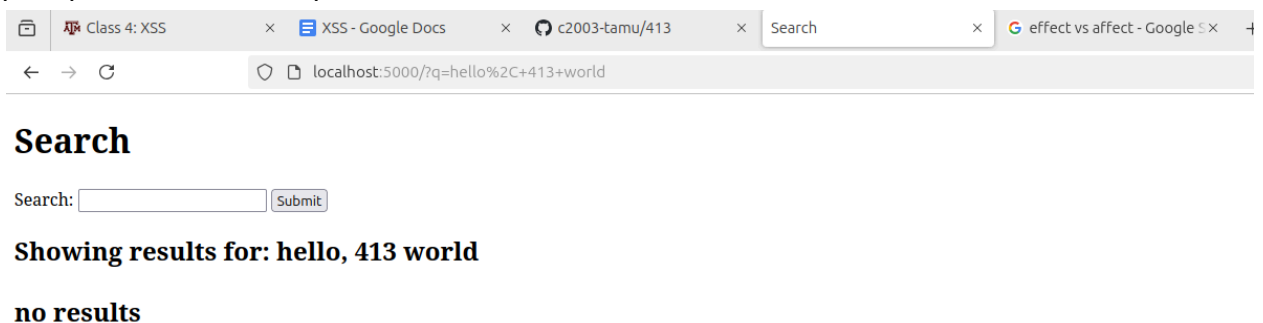 Class 4: XSS × XSS - Google Docs × c2003-tamu/413 × Search × effect vs affect - Google S ×
localhost:5000/?q=hello%2C+413+world
Search
Search: Submit
Showing results for: hello, 413 world
no results